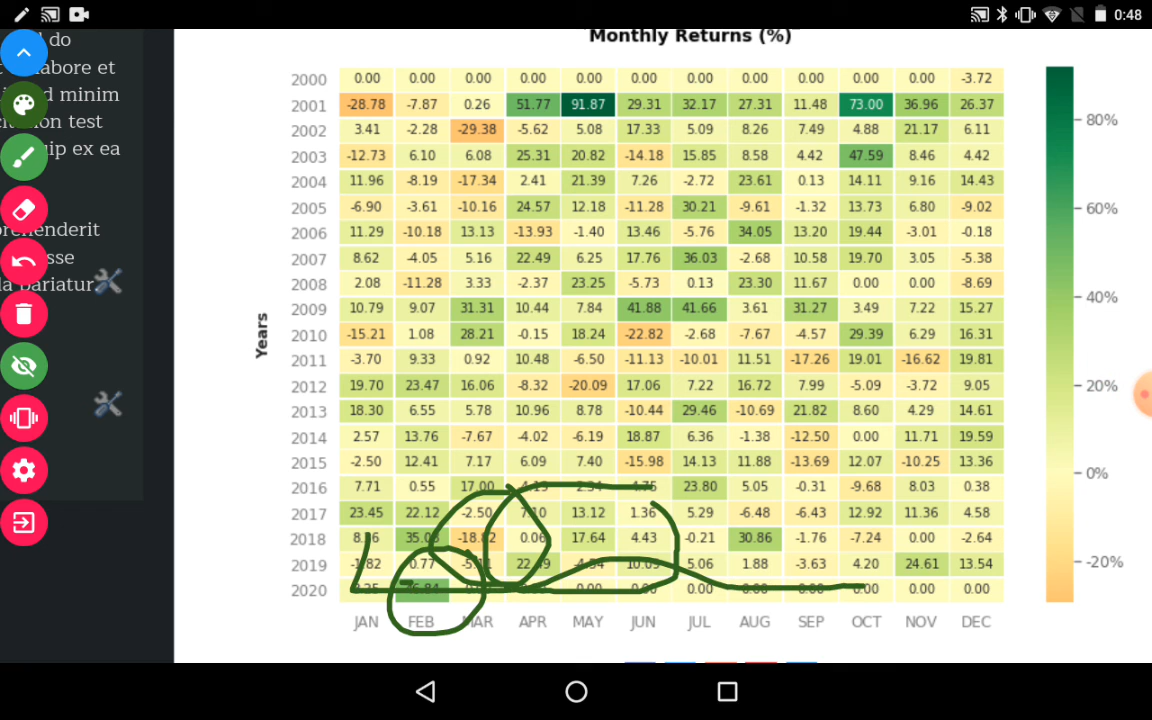 0:48
do
abore et
d minim
on test
uip ex ea
enderit
sse
pariatur
Monthly Returns (%)
2000 0.00 0.00 0.00 0.00 0.00 0.00 0.00 0.00 0.00 0.00 0.00 -3.72
2001 -28.78 -7.87 0.26 51.77 91.87 29.31 32.17 27.31 11.48 73.00 36.96 26.37
2002 3.41 -2.28 -29.38 -5.62 5.08 17.33 5.09 8.26 7.49 4.88 21.17 6.11
2003 -12.73 6.10 6.08 25.31 20.82 -14.18 15.85 8.58 4.42 47.59 8.46 4.42
2004 11.96 -8.19 -17.34 2.41 21.39 7.26 -2.72 23.61 0.13 14.11 9.16 14.43
2005 -6.90 -3.61 -10.16 24.57 12.18 -11.28 30.21 -9.61 -1.32 13.73 6.80 -9.02
2006 11.29 -10.18 13.13 -13.93 -1.40 13.46 -5.76 34.05 13.20 19.44 -3.01 -0.18
2007 8.62 -4.05 5.16 22.49 6.25 17.76 36.03 -2.68 10.58 19.70 3.05 -5.38
2008 2.08 -11.28 3.33 -2.37 23.25 -5.73 0.13 23.30 11.67 0.00 0.00 -8.69
2009 10.79 9.07 31.31 10.44 7.84 41.88 41.66 3.61 31.27 3.49 7.22 15.27
2010 -15.21 1.08 28.21 -0.15 18.24 -22.82 -2.68 -7.67 -4.57 29.39 6.29 16.31
2011 -3.70 9.33 0.92 10.48 -6.50 -11.13 -10.01 11.51 -17.26 19.01 -16.62 19.81
2012 19.70 23.47 16.06 -8.32 -20.09 17.06 7.22 16.72 7.99 -5.09 -3.72 9.05
2013 18.30 6.55 5.78 10.96 8.78 -10.44 29.46 -10.69 21.82 8.60 4.29 14.61
2014 2.57 13.76 -7.67 -4.02 -6.19 18.87 6.36 -1.38 -12.50 0.00 11.71 19.59
2015 -2.50 12.41 7.17 6.09 7.40 -15.98 14.13 11.88 -13.69 12.07 -10.25 13.36
2016 7.71 0.55 17.00 23.80 5.05 -0.31 -9.68 8.03 0.38
2017 23.45 22.12 -2.50 7.10 13.12 1.36 5.29 -6.48 -6.43 12.92 11.36 4.58
2018 0.06 17.64 4.43 -0.21 30.86 -1.76 -7.24 0.00 -2.64
2019 0.77 5.06 1.88 -3.63 4.20 24.61 13.54
2020 0.00 0.00 0.00 0.00 0.00 0.00
JAN FEB MAR APR MAY JUN JUL AUG SEP OCT NOV DEC
Years
80%
60%
40%
20%
0%
-20%